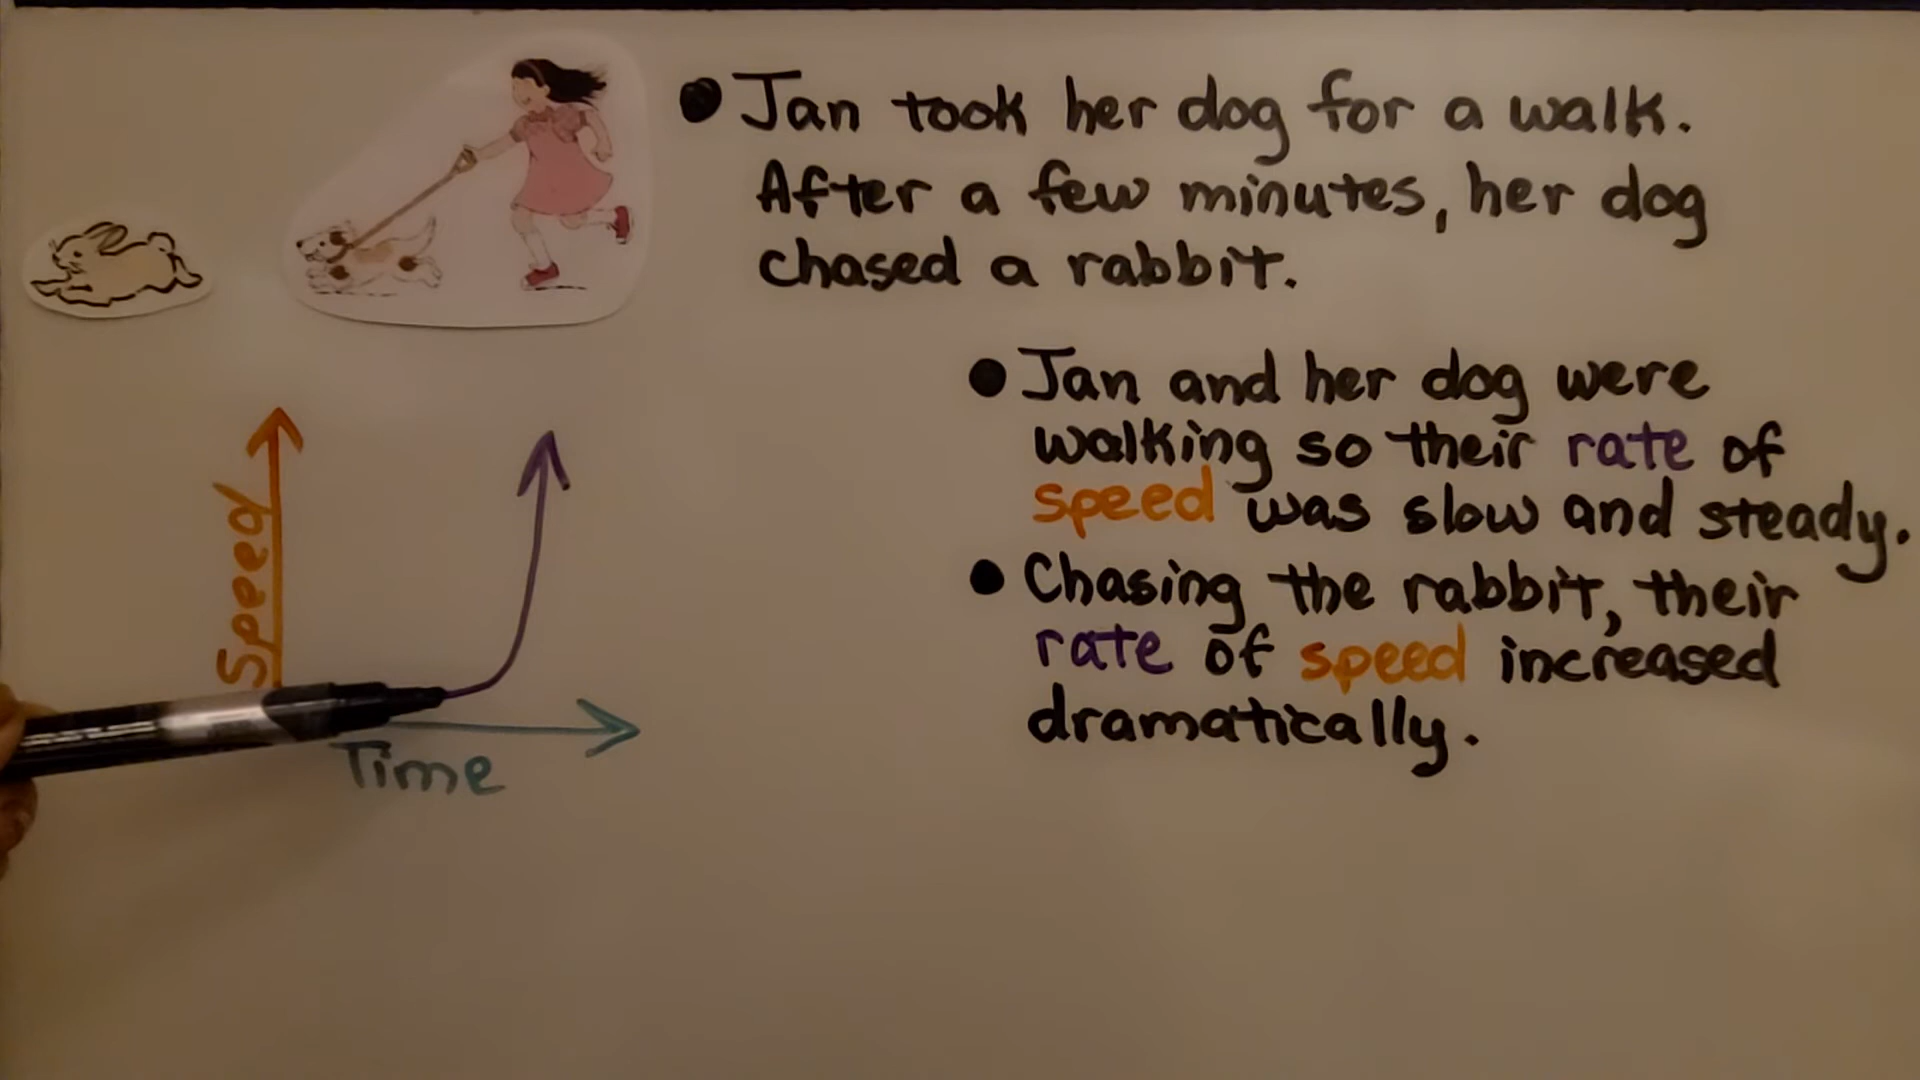 ● Jan took her dog for a walk.
After a few minutes, her dog
chased a rabbit.
● Jan and her dog were
walking so their rate of
speed was slow and steady.
● Chasing the rabbit, their
rate of speed increased
dramatically.
Speed
Time